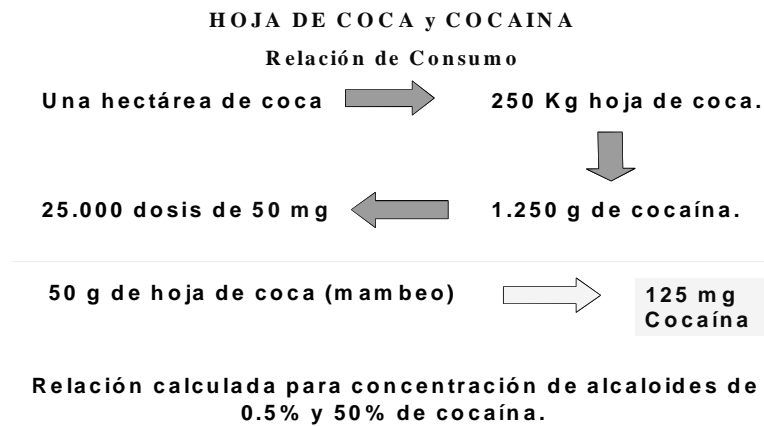 HOJA DE COCA y COCAINA
Relación de Consumo
Una hectárea de coca
250 Kg hoja de coca.
25.000 dosis de 50 mg
1.250 g de cocaína.
50 g de hoja de coca (mambeo)
125 mg
Cocaína
Relación calculada para concentración de alcaloides de
0.5% y 50% de cocaína.